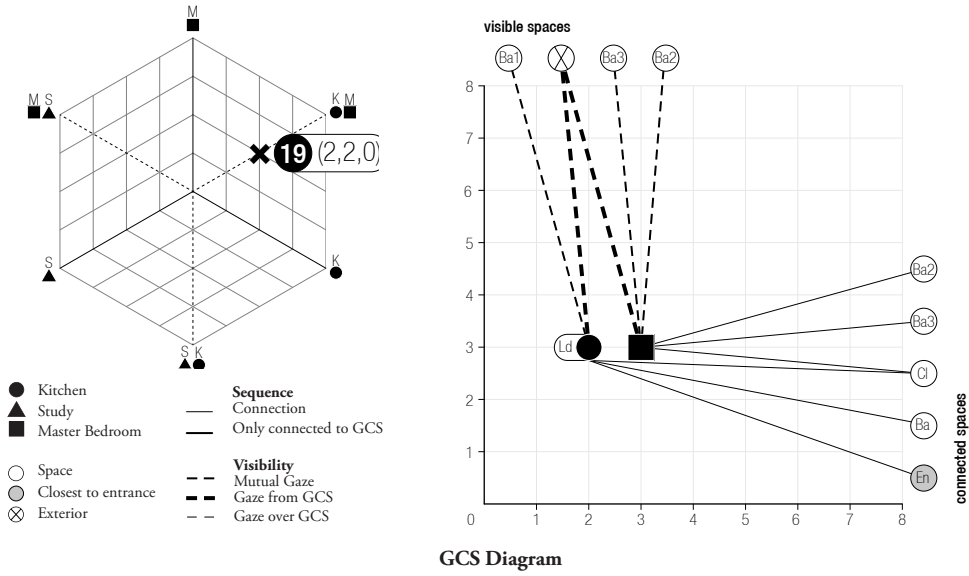 M
M S
K M
19 (2,2,0)
S
K
S K
Kitchen
Study
Master Bedroom
Space
Closest to entrance
Exterior
Sequence
Connection
Only connected to GCS
Visibility
Mutual Gaze
Gaze from GCS
Gaze over GCS
visible spaces
Ba1 Ba3 Ba2
8
7
6
5
4
3
2
1
0 1 2 3 4 5 6 7 8
Ld
Ba2
Ba3
Cl
Ba
En
connected spaces
GCS Diagram